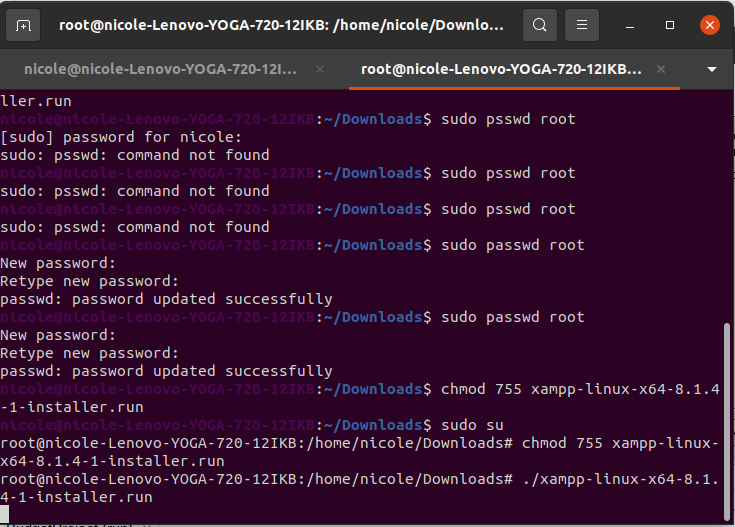 root@nicole-Lenovo-YOGA-720-12IKB: /home/nicole/Downlo...
nicole@nicole-Lenovo-YOGA-720-12I...
root@nicole-Lenovo-YOGA-720-12IKB...
ller.run
nicole@nicole-Lenovo-YOGA-720-12IKB:~/Downloads$ sudo psswd root
[sudo] password for nicole:
sudo: psswd: command not found
nicole@nicole-Lenovo-YOGA-720-12IKB:~/Downloads$ sudo psswd root
sudo: psswd: command not found
nicole@nicole-Lenovo-YOGA-720-12IKB:~/Downloads$ sudo psswd root
sudo: psswd: command not found
nicole@nicole-Lenovo-YOGA-720-12IKB:~/Downloads$ sudo passwd root
New password:
Retype new password:
passwd: password updated successfully
nicole@nicole-Lenovo-YOGA-720-12IKB:~/Downloads$ sudo passwd root
New password:
Retype new password:
passwd: password updated successfully
nicole@nicole-Lenovo-YOGA-720-12IKB:~/Downloads$ chmod 755 xampp-linux-x64-8.1.4
-1-installer.run
nicole@nicole-Lenovo-YOGA-720-12IKB:~/Downloads$ sudo su
root@nicole-Lenovo-YOGA-720-12IKB:/home/nicole/Downloads# chmod 755 xampp-linux-
x64-8.1.4-1-installer.run
root@nicole-Lenovo-YOGA-720-12IKB:/home/nicole/Downloads# ./xampp-linux-x64-8.1.
4-1-installer.run